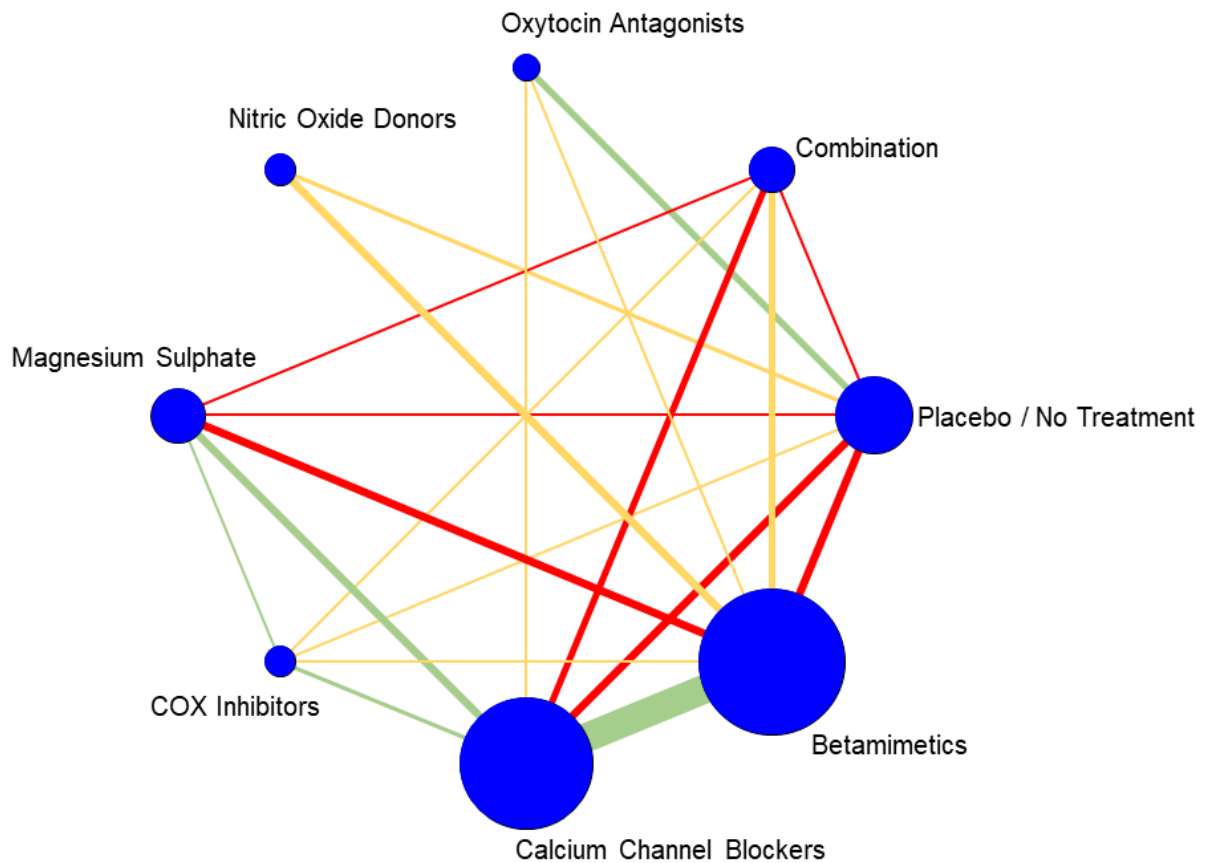 Oxytocin Antagonists
Nitric Oxide Donors
Combination
Magnesium Sulphate
Placebo / No Treatment
COX Inhibitors
Betamimetics
Calcium Channel Blockers